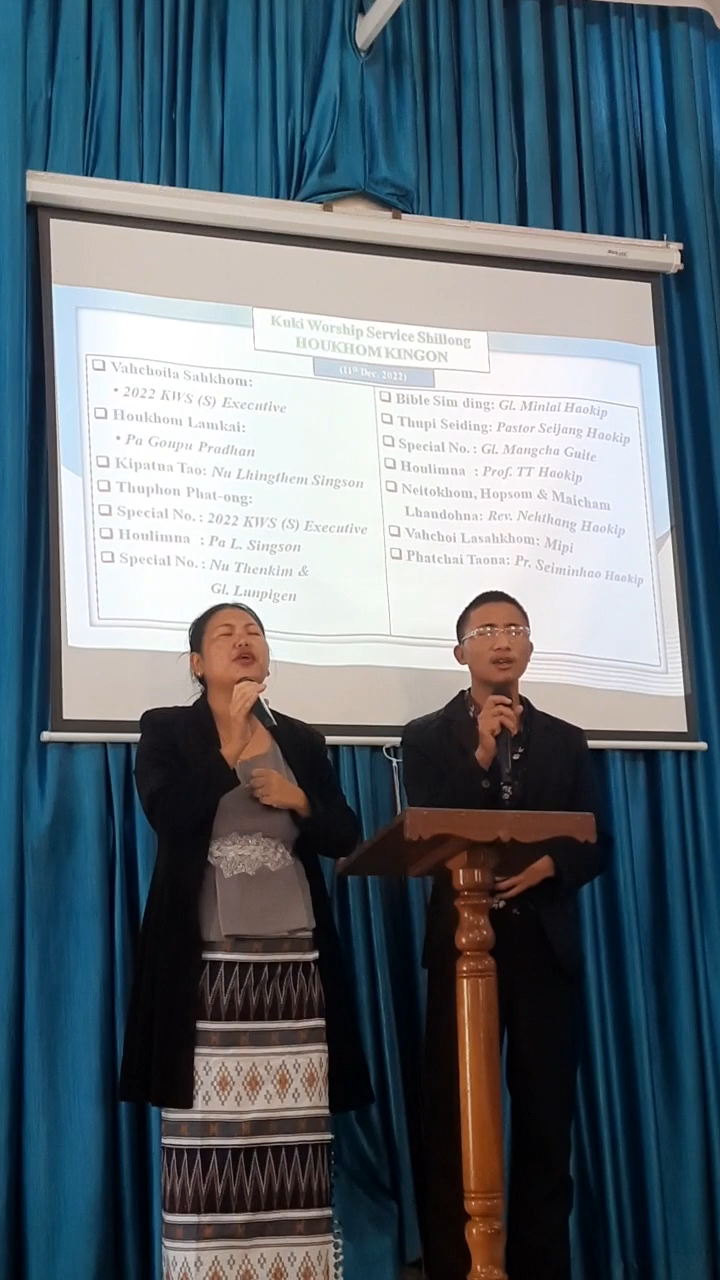 Kuki Worship Service Shillong
HOUKHOM KINGON
(11th Dec. 2022)
❑ Vahchoila Sahkhom:
• 2022 KWS (S) Executive
❑ Houkhom Lamkai:
• Pa Goupu Pradhan
❑ Kipatna Tao: Nu Lhingthem Singson
❑ Thuphon Phat-ong:
❑ Special No. : 2022 KWS (S) Executive
❑ Houlimna : Pa L. Singson
❑ Special No. : Nu Thenkim &
Gl. Lunpigen
❑ Bible Sim ding: Gl. Minlal Haokip
❑ Thupi Seiding: Pastor Seijang Haokip
❑ Special No. : Gl. Mangcha Guite
❑ Houlimna : Prof. TT Haokip
❑ Neitokhom, Hopsom & Maicham
Lhandohna: Rev. Nehthang Haokip
❑ Vahchoi Lasahkhom: Mipi
❑ Phatchai Taona: Pr. Seiminhao Haokip